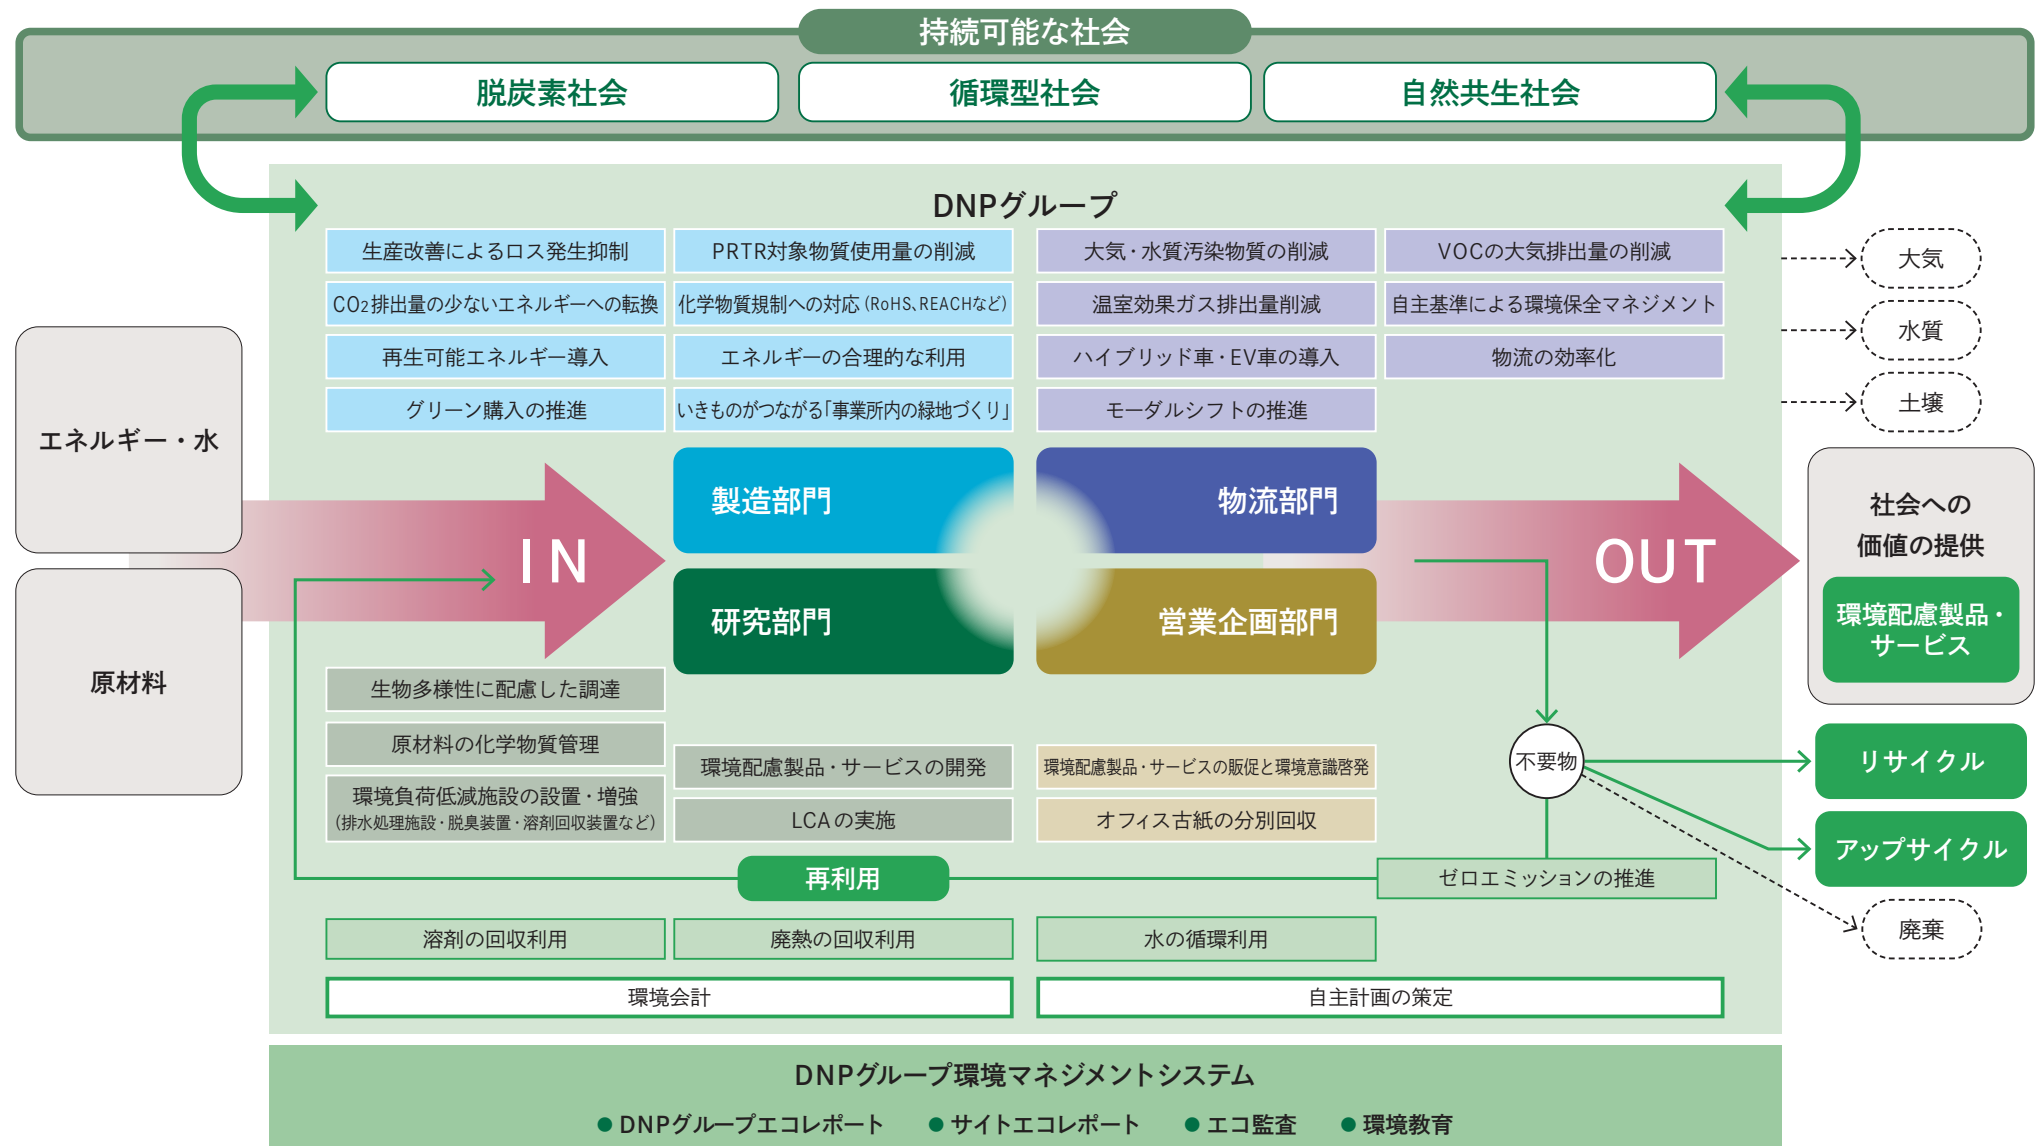 持続可能な社会
脱炭素社会
循環型社会
自然共生社会
DNPグループ
生産改善によるロス発生抑制
PRTR対象物質使用量の削減
大気・水質汚染物質の削減
VOCの大気排出量の削減
CO2排出量の少ないエネルギーへの転換
化学物質規制への対応（RoHS、REACHなど）
温室効果ガス排出量削減
自主基準による環境保全マネジメント
再生可能エネルギー導入
エネルギーの合理的な利用
ハイブリッド車・EV車の導入
物流の効率化
グリーン購入の推進
いきものがつながる「事業所内の緑地づくり」
モーダルシフトの推進
大気
水質
土壌
エネルギー・水
原材料
IN
製造部門
物流部門
研究部門
営業企画部門
OUT
社会への
価値の提供
環境配慮製品・
サービス
生物多様性に配慮した調達
原材料の化学物質管理
環境負荷低減施設の設置・増強
（排水処理施設・脱臭装置・溶剤回収装置など）
環境配慮製品・サービスの開発
LCAの実施
環境配慮製品・サービスの販促と環境意識啓発
オフィス古紙の分別回収
不要物
リサイクル
アップサイクル
廃棄
再利用
ゼロエミッションの推進
溶剤の回収利用
廃熱の回収利用
水の循環利用
環境会計
自主計画の策定
DNPグループ環境マネジメントシステム
●DNPグループエコレポート ●サイトエコレポート ●エコ監査 ●環境教育